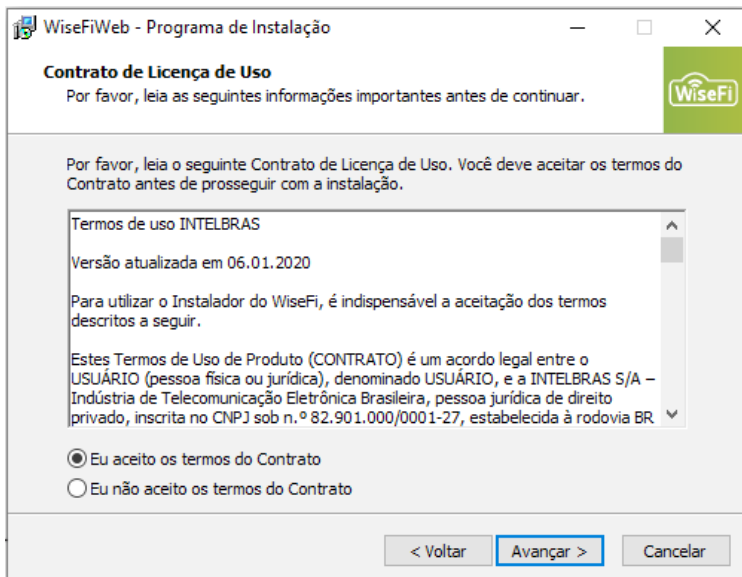 WiseFiWeb - Programa de Instalação
Contrato de Licença de Uso
Por favor, leia as seguintes informações importantes antes de continuar.
WiseFi
Por favor, leia o seguinte Contrato de Licença de Uso. Você deve aceitar os termos do
Contrato antes de prosseguir com a instalação.
Termos de uso INTELBRAS
Versão atualizada em 06.01.2020
Para utilizar o Instalador do WiseFi, é indispensável a aceitação dos termos
descritos a seguir.
Estes Termos de Uso de Produto (CONTRATO) é um acordo legal entre o
USUÁRIO (pessoa física ou jurídica), denominado USUÁRIO, e a INTELBRAS S/A –
Indústria de Telecomunicação Eletrônica Brasileira, pessoa jurídica de direito
privado, inscrita no CNPJ sob n.º 82.901.000/0001-27, estabelecida à rodovia BR
Eu aceito os termos do Contrato
Eu não aceito os termos do Contrato
< Voltar
Avançar >
Cancelar